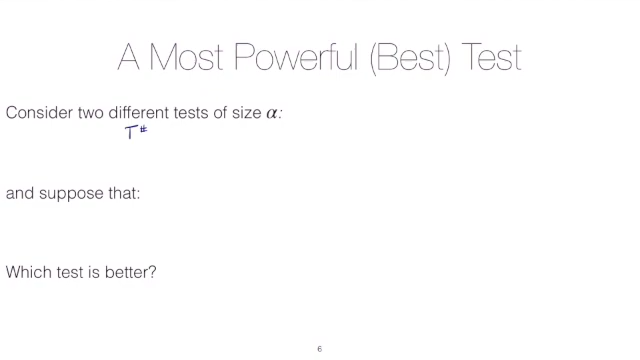 A Most Powerful (Best) Test
Consider two different tests of size α:
T#
and suppose that:
Which test is better?
6